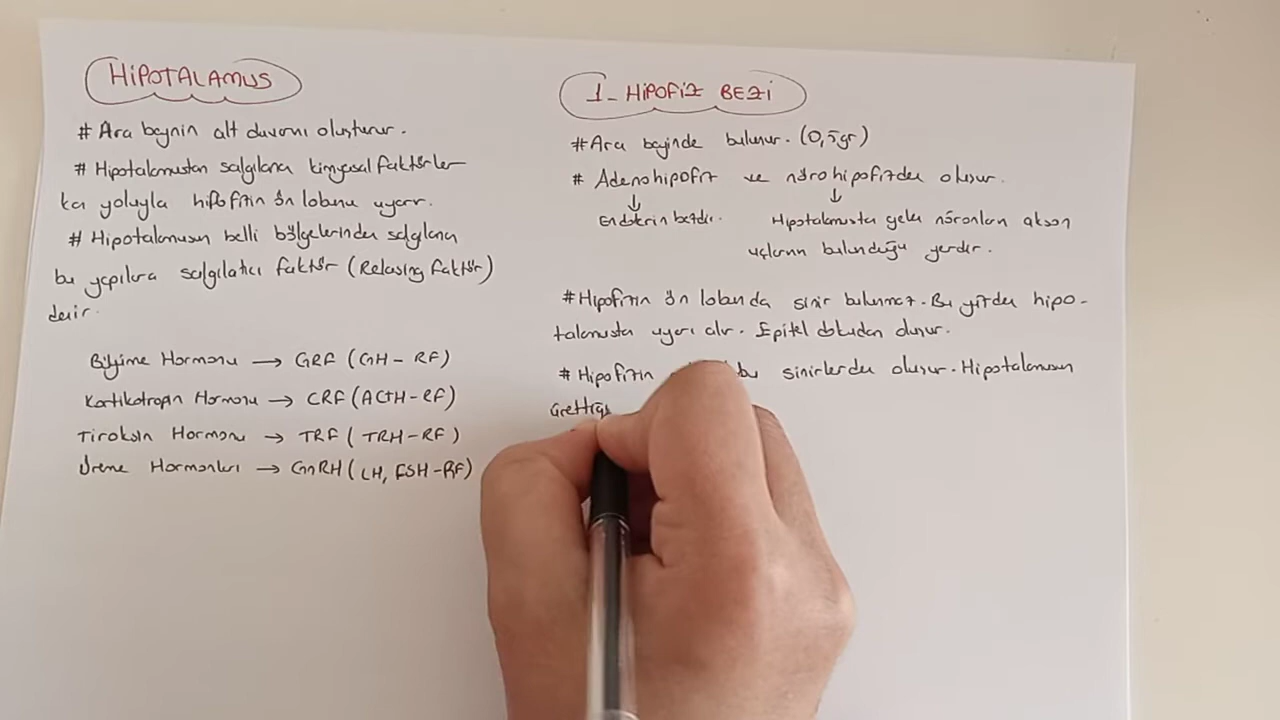 HİPOTALAMUS
# Ara beynin alt duvarını oluşturur.
# Hipotalamustan salgılanan kimyasal faktörler
kan yoluyla hipofizin ön lobunu uyarır.
# Hipotalamusun belli bölgelerinden salgılanan
bu yapılara salgılatıcı faktör (Relasing faktör)
denir.
Büyüme Hormonu → GRF (GH-RF)
Kortikotropin Hormonu → CRF (ACTH-RF)
Tiroksin Hormonu → TRF (TRH-RF)
Üreme Hormonları → GnRH (LH, FSH-RF)
1- HİPOFİZ BEZİ
# Ara beyinde bulunur. (0,5gr)
# Adenohipofiz ve nörohipofizden oluşur.
↓ ↓
Endokrin bezdir. Hipotalamustan gelen nöronların akson
uçlarının bulunduğu yerdir.
# Hipofizin ön lobunda sinir bulunmaz. Bu yüzden hipo-
talamustan uyarı alır. Epitel dokudan oluşur.
# Hipofizin sinirlerden oluşur. Hipotalamusun